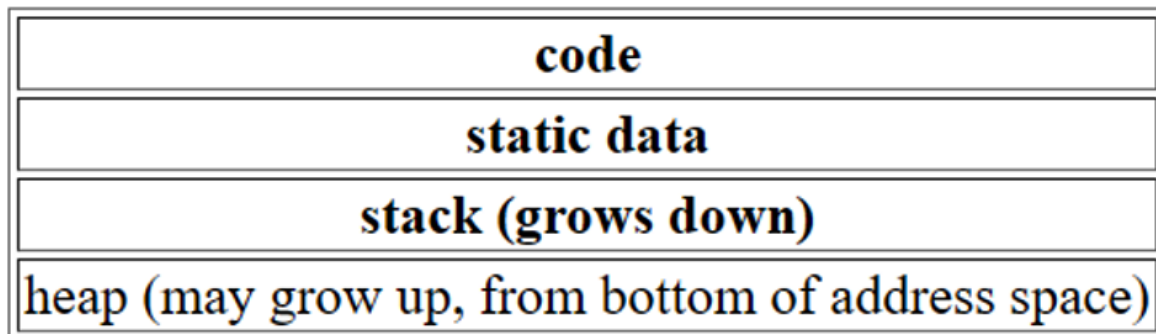 code
static data
stack (grows down)
heap (may grow up, from bottom of address space)